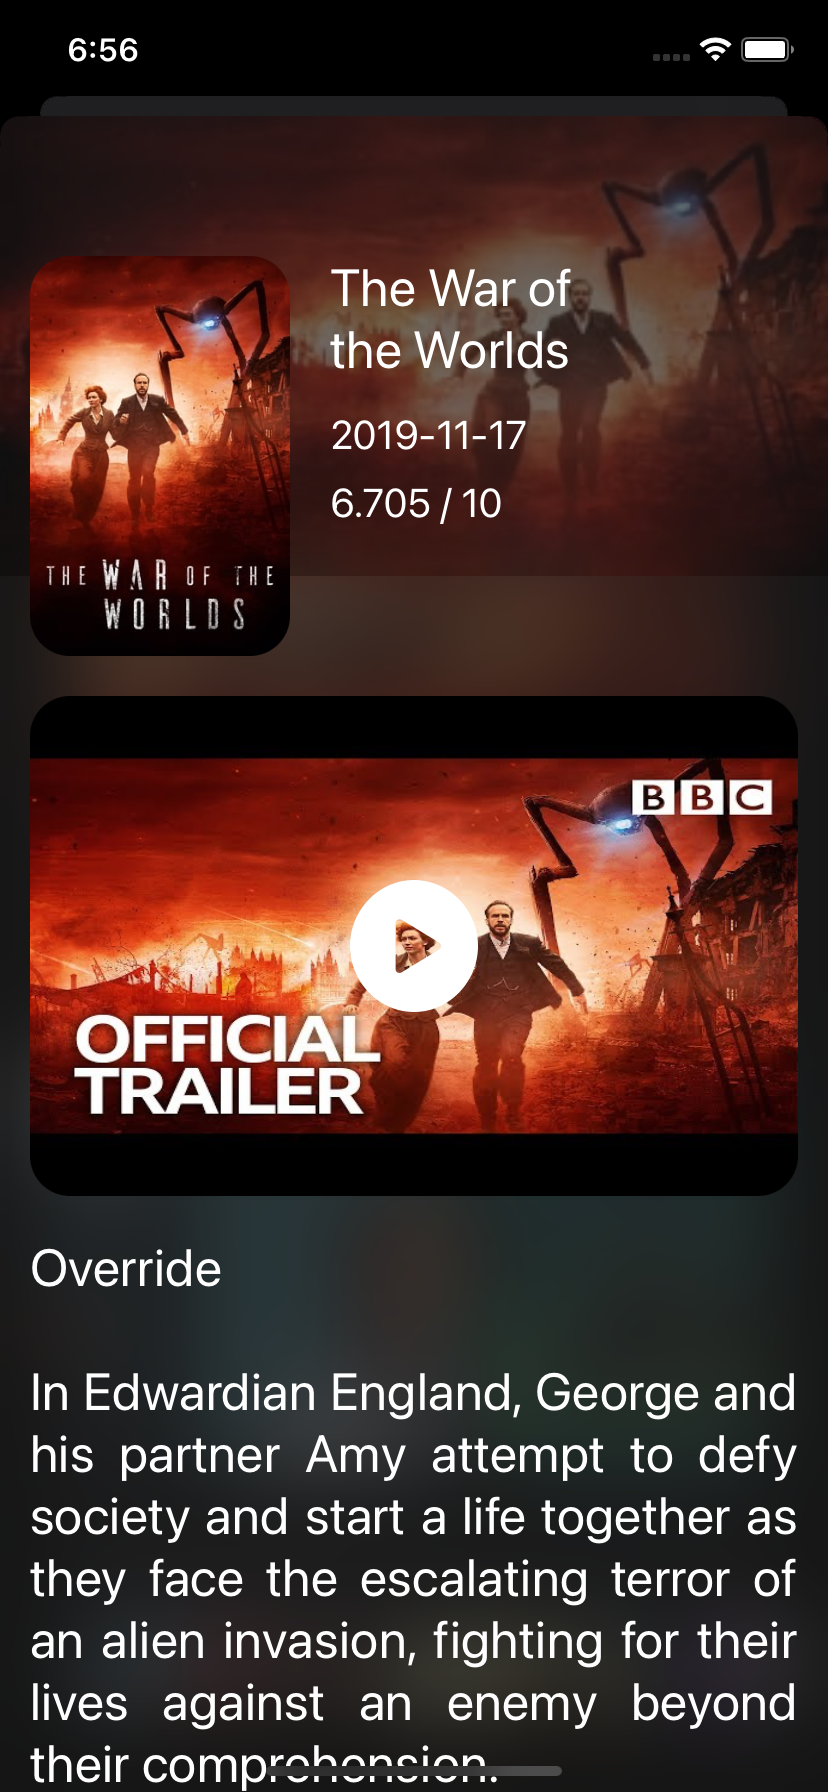 6:56
The War of
the Worlds
2019-11-17
6.705 / 10
THE WAR OF THE
WORLDS
BBC
OFFICIAL
TRAILER
Override
In Edwardian England, George and
his partner Amy attempt to defy
society and start a life together as
they face the escalating terror of
an alien invasion, fighting for their
lives against an enemy beyond
their comprehension.